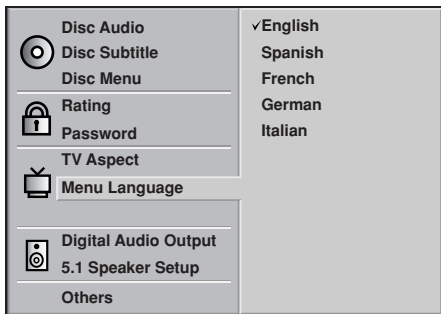 Disc Audio
Disc Subtitle
Disc Menu
Rating
Password
TV Aspect
Menu Language
Digital Audio Output
5.1 Speaker Setup
Others
✓English
Spanish
French
German
Italian